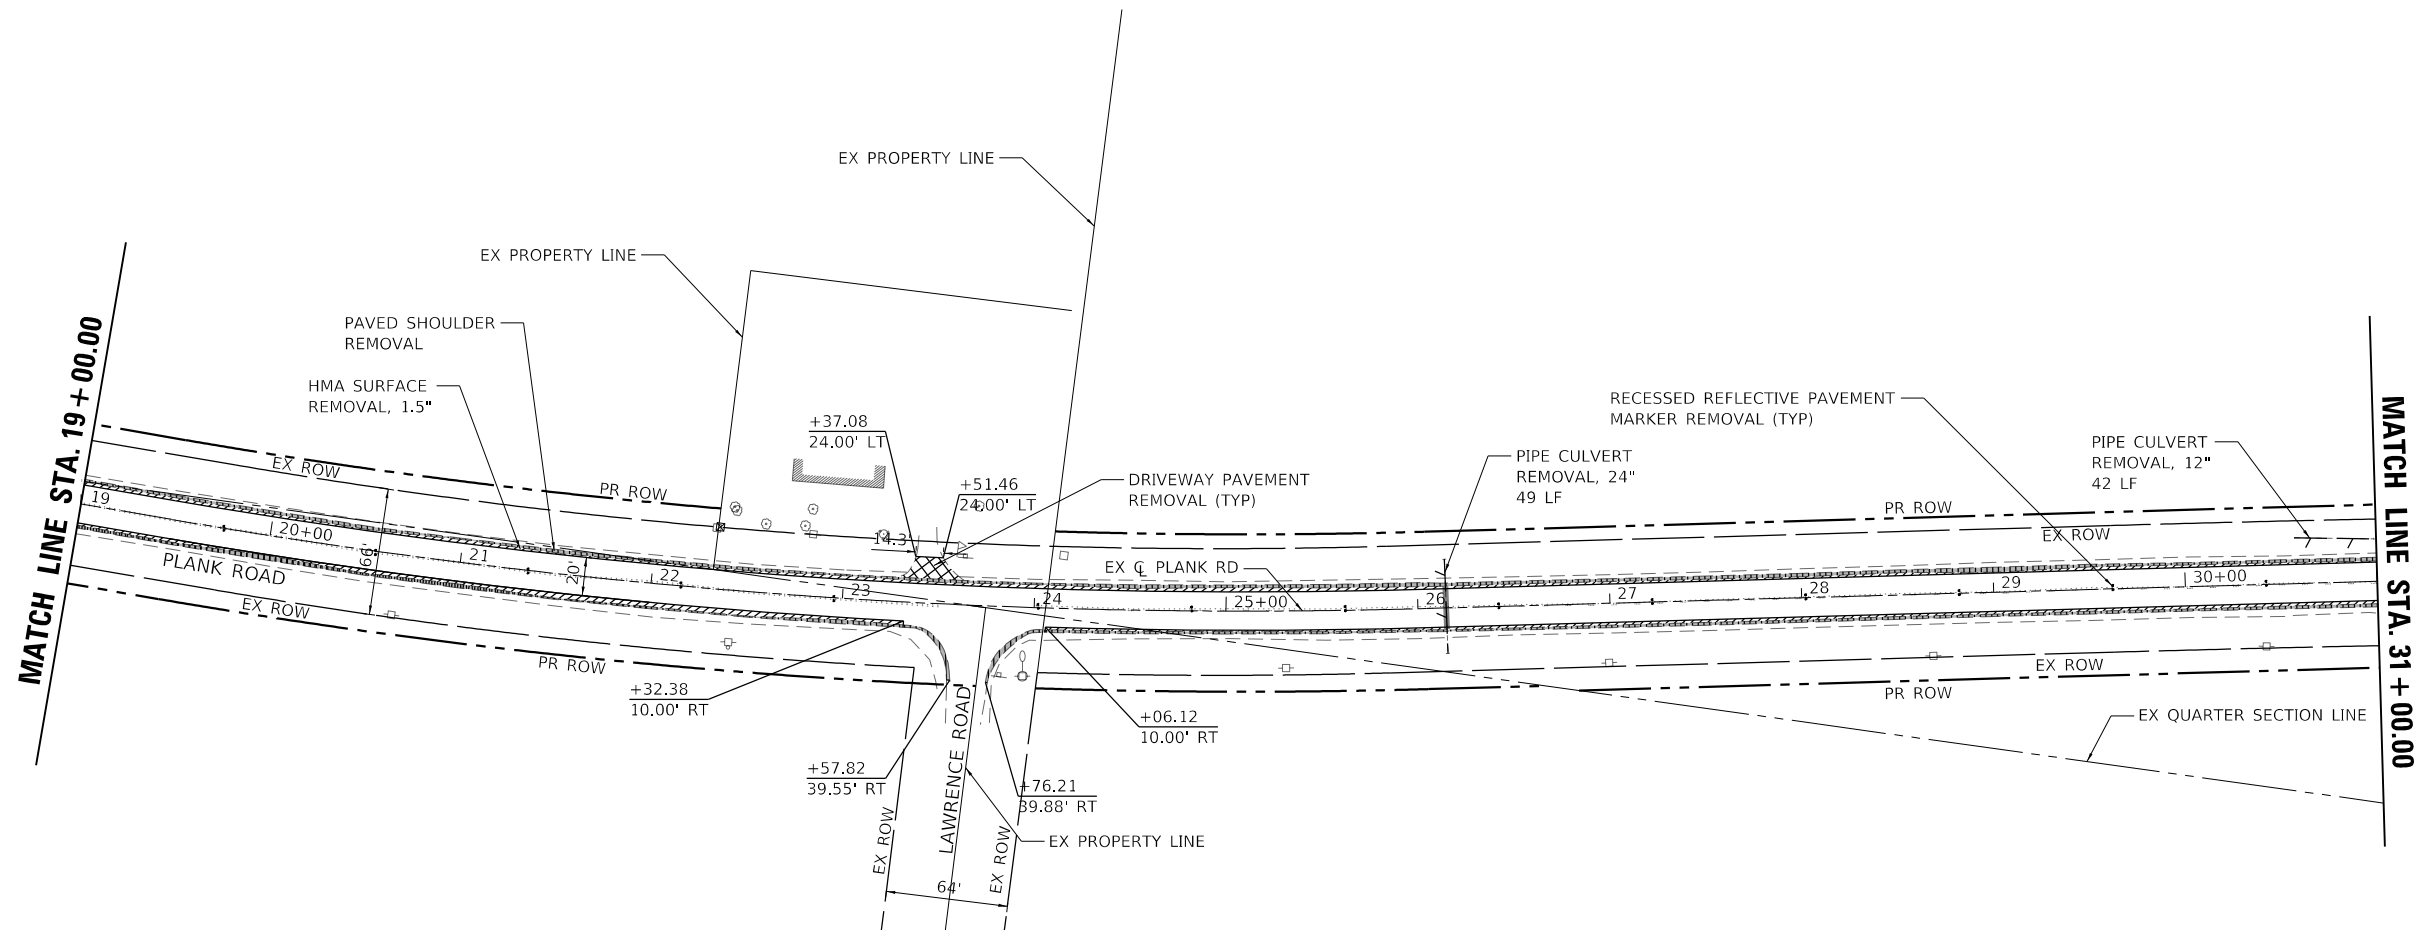 EX PROPERTY LINE
EX PROPERTY LINE
PAVED SHOULDER
REMOVAL
HMA SURFACE
REMOVAL, 1.5"
MATCH LINE STA. 19+00.00
EX ROW
PR ROW
+37.08
24.00' LT
14.3
+51.46
24.00' LT
DRIVEWAY PAVEMENT
REMOVAL (TYP)
PIPE CULVERT
REMOVAL, 24"
49 LF
RECESSED REFLECTIVE PAVEMENT
MARKER REMOVAL (TYP)
PIPE CULVERT
REMOVAL, 12"
42 LF
PR ROW
EX ROW
MATCH LINE STA. 31+00.00
19
20+00
21
22
23
24
25+00
26
27
28
29
30+00
66'
20'
EX ℄ PLANK RD
PLANK ROAD
EX ROW
PR ROW
+32.38
10.00' RT
+57.82
39.55' RT
+76.21
39.88' RT
+06.12
10.00' RT
EX ROW
PR ROW
EX QUARTER SECTION LINE
LAWRENCE ROAD
EX PROPERTY LINE
EX ROW
EX ROW
64'
1